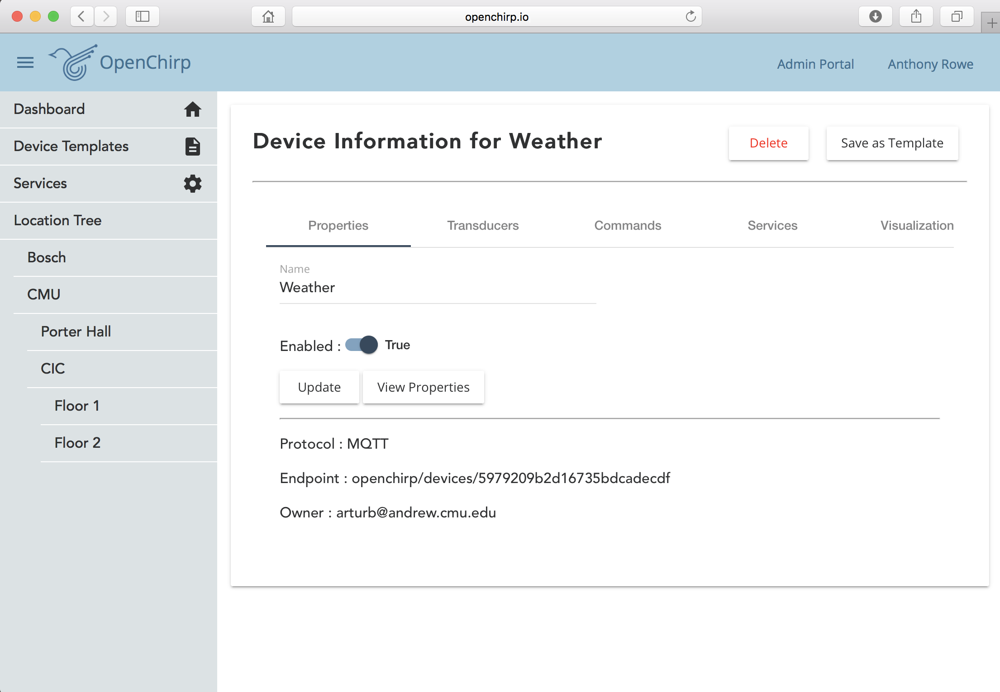 openchirp.io
OpenChirp
Admin Portal
Anthony Rowe
Dashboard
Device Templates
Services
Location Tree
Bosch
CMU
Porter Hall
CIC
Floor 1
Floor 2
Device Information for Weather
Delete
Save as Template
Properties
Transducers
Commands
Services
Visualization
Name
Weather
Enabled : True
Update
View Properties
Protocol : MQTT
Endpoint : openchirp/devices/5979209b2d16735bdcadecdf
Owner : arturb@andrew.cmu.edu